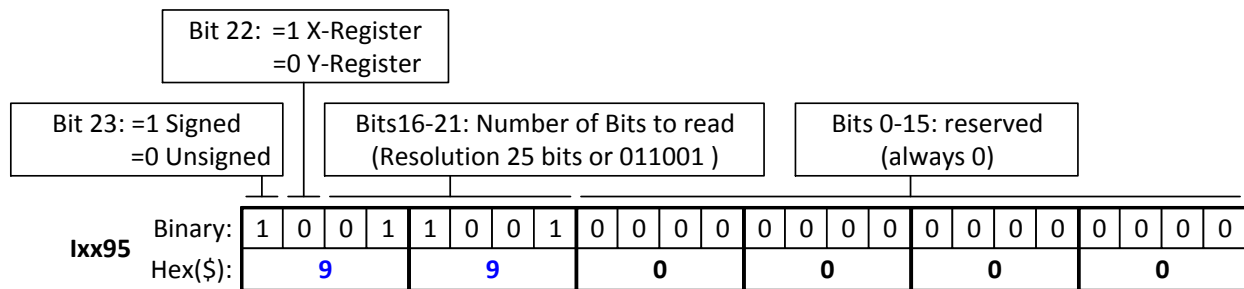 Bit 22: =1 X-Register
=0 Y-Register
Bit 23: =1 Signed
=0 Unsigned
Bits16-21: Number of Bits to read
(Resolution 25 bits or 011001 )
Bits 0-15: reserved
(always 0)
Ixx95
Binary: 1 0 0 1 1 0 0 1 0 0 0 0 0 0 0 0 0 0 0 0 0 0 0 0
Hex($): 9 9 0 0 0 0